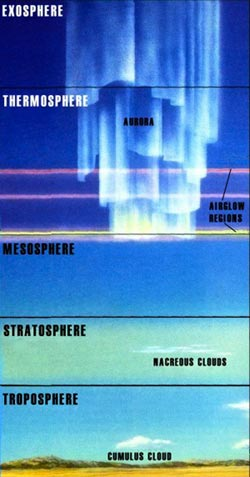 EXOSPHERE
THERMOSPHERE
AURORA
AIRGLOW
REGIONS
MESOSPHERE
STRATOSPHERE
NACREOUS CLOUDS
TROPOSPHERE
CUMULUS CLOUD